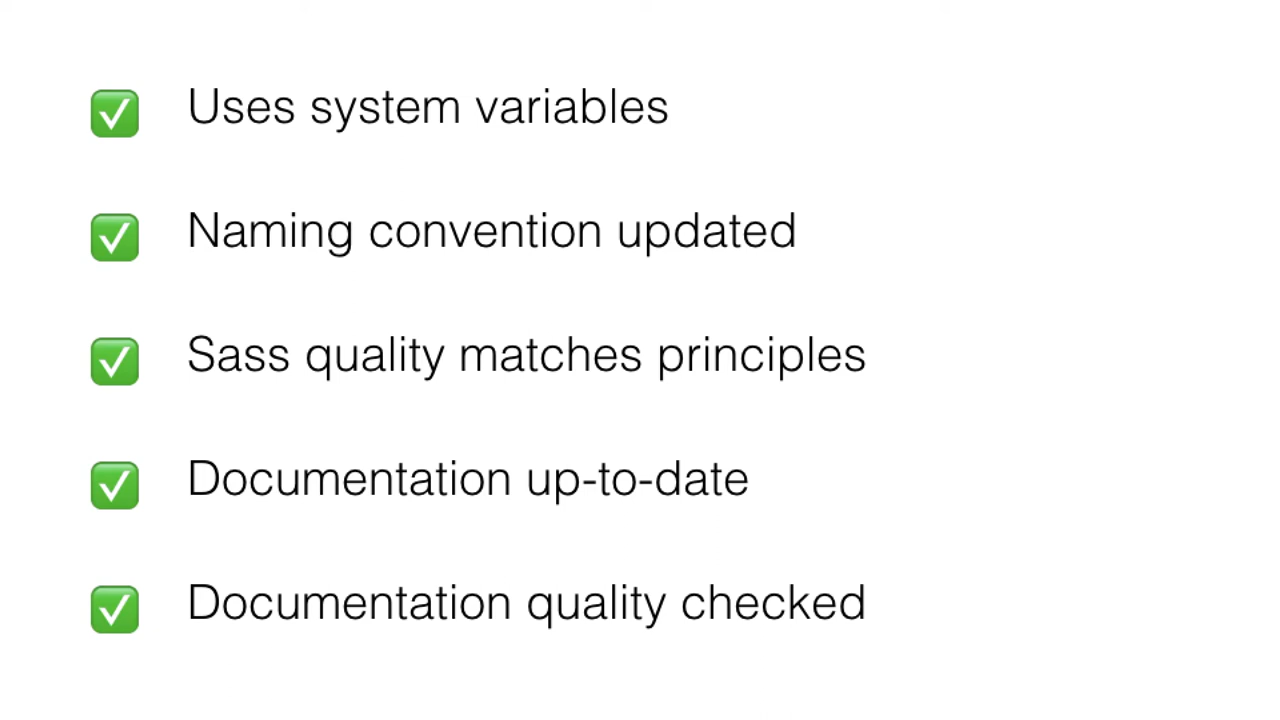 ✅ Uses system variables
✅ Naming convention updated
✅ Sass quality matches principles
✅ Documentation up-to-date
✅ Documentation quality checked